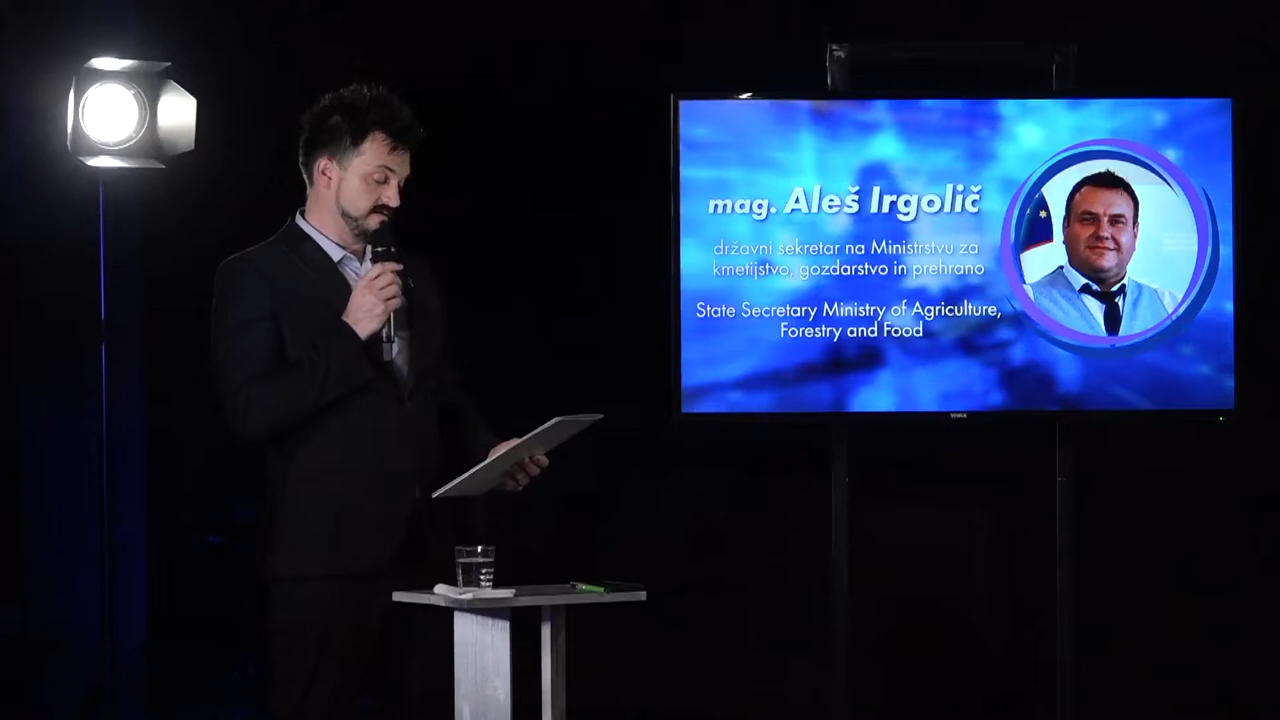 mag. Aleš Irgolič
državni sekretar na Ministrstvu za
kmetijstvo, gozdarstvo in prehrano
State Secretary Ministry of Agriculture,
Forestry and Food